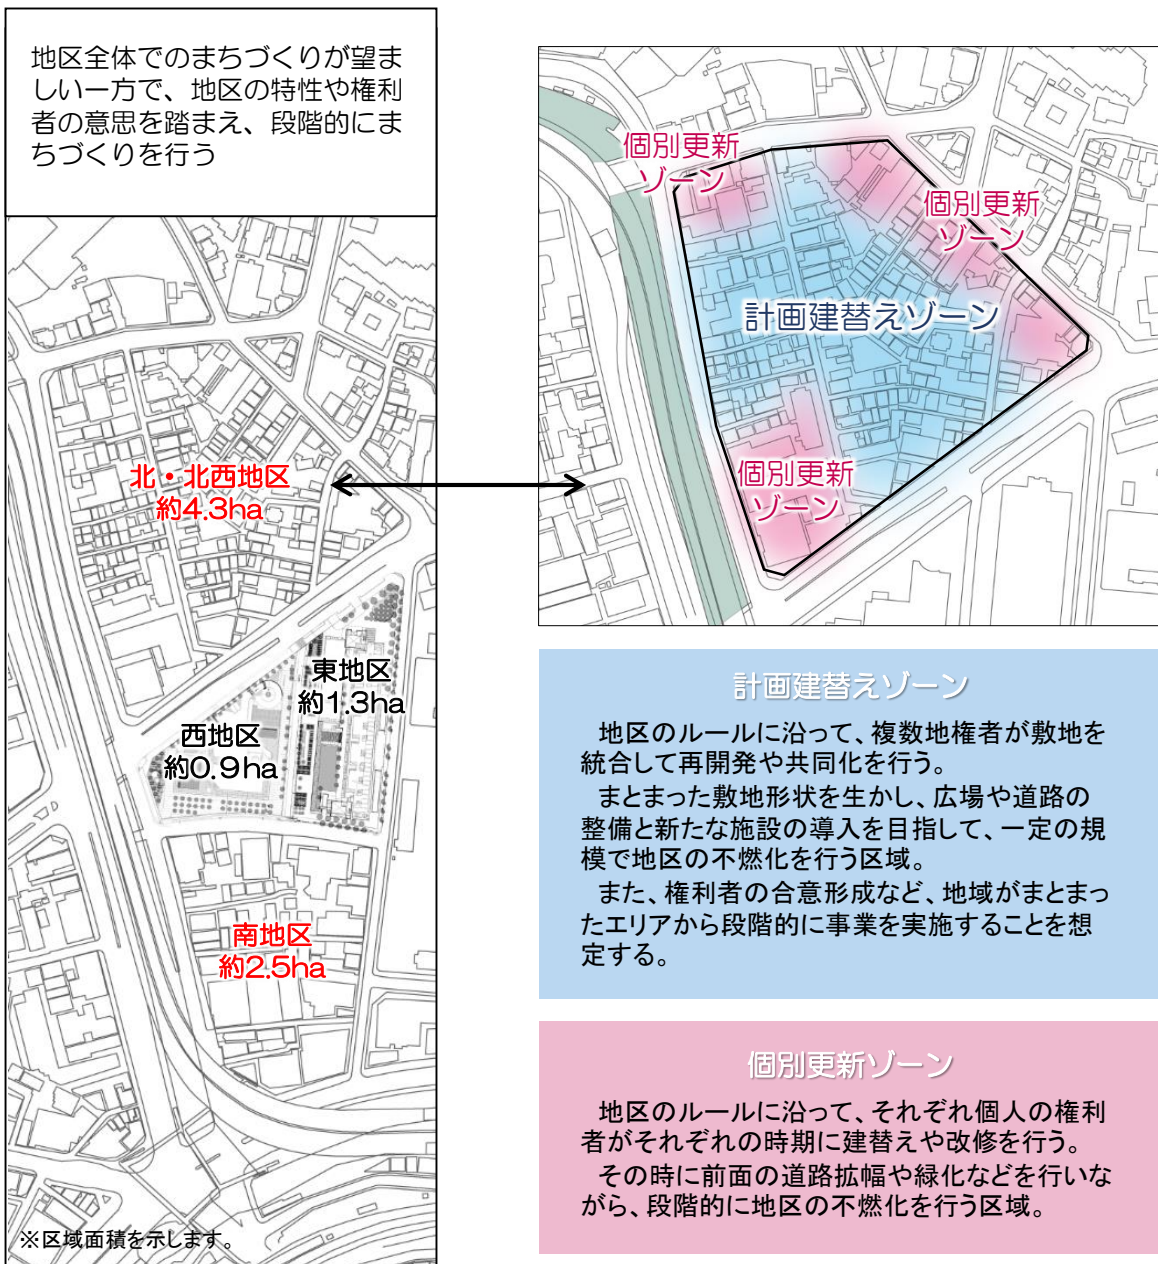 地区全体でのまちづくりが望ま
しい一方で、地区の特性や権利
者の意思を踏まえ、段階的にま
ちづくりを行う
北・北西地区
約4.3ha
東地区
約1.3ha
西地区
約0.9ha
南地区
約2.5ha
※区域面積を示します。
個別更新
ゾーン
個別更新
ゾーン
計画建替えゾーン
個別更新
ゾーン
計画建替えゾーン
地区のルールに沿って、複数地権者が敷地を
統合して再開発や共同化を行う。
まとまった敷地形状を生かし、広場や道路の
整備と新たな施設の導入を目指して、一定の規
模で地区の不燃化を行う区域。
また、権利者の合意形成など、地域がまとまっ
たエリアから段階的に事業を実施することを想
定する。
個別更新ゾーン
地区のルールに沿って、それぞれ個人の権利
者がそれぞれの時期に建替えや改修を行う。
その時に前面の道路拡幅や緑化などを行いな
がら、段階的に地区の不燃化を行う区域。